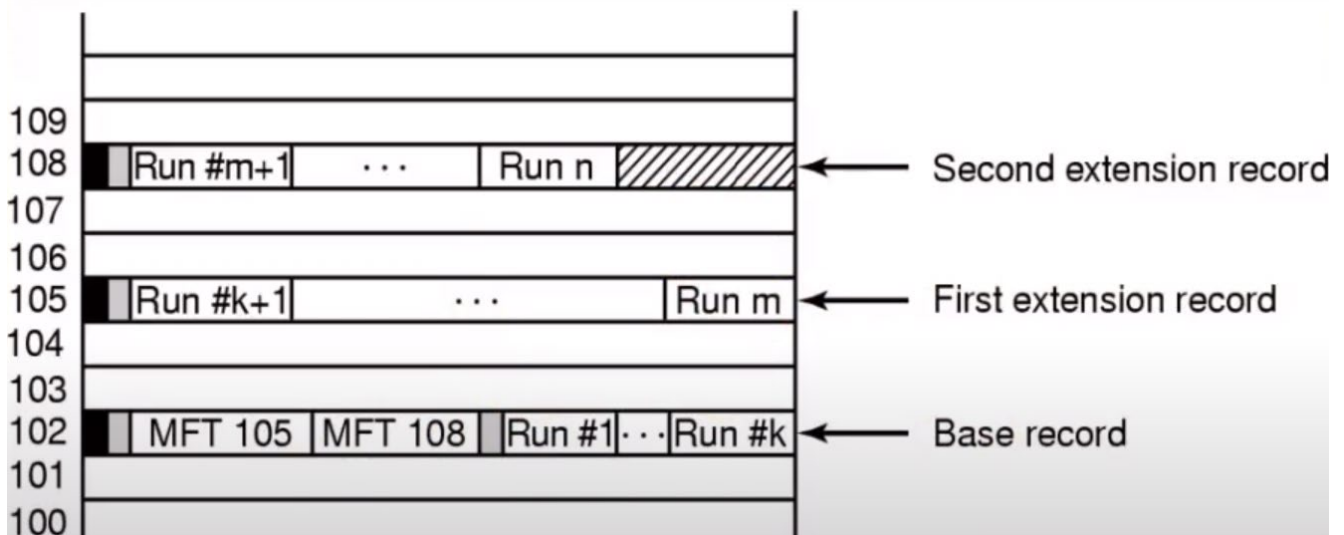 109
108 Run #m+1 ... Run n Second extension record
107
106
105 Run #k+1 ... Run m First extension record
104
103
102 MFT 105 MFT 108 Run #1 ... Run #k Base record
101
100